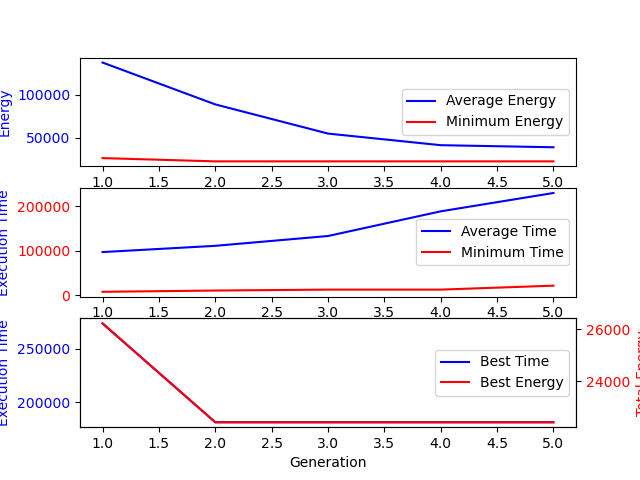 Energy
100000
50000
Average Energy
Minimum Energy
1.0 1.5 2.0 2.5 3.0 3.5 4.0 4.5 5.0
Execution Time
200000
100000
0
Average Time
Minimum Time
1.0 1.5 2.0 2.5 3.0 3.5 4.0 4.5 5.0
Execution Time
250000
200000
Best Time
Best Energy
26000
24000
Total Energy
1.0 1.5 2.0 2.5 3.0 3.5 4.0 4.5 5.0
Generation